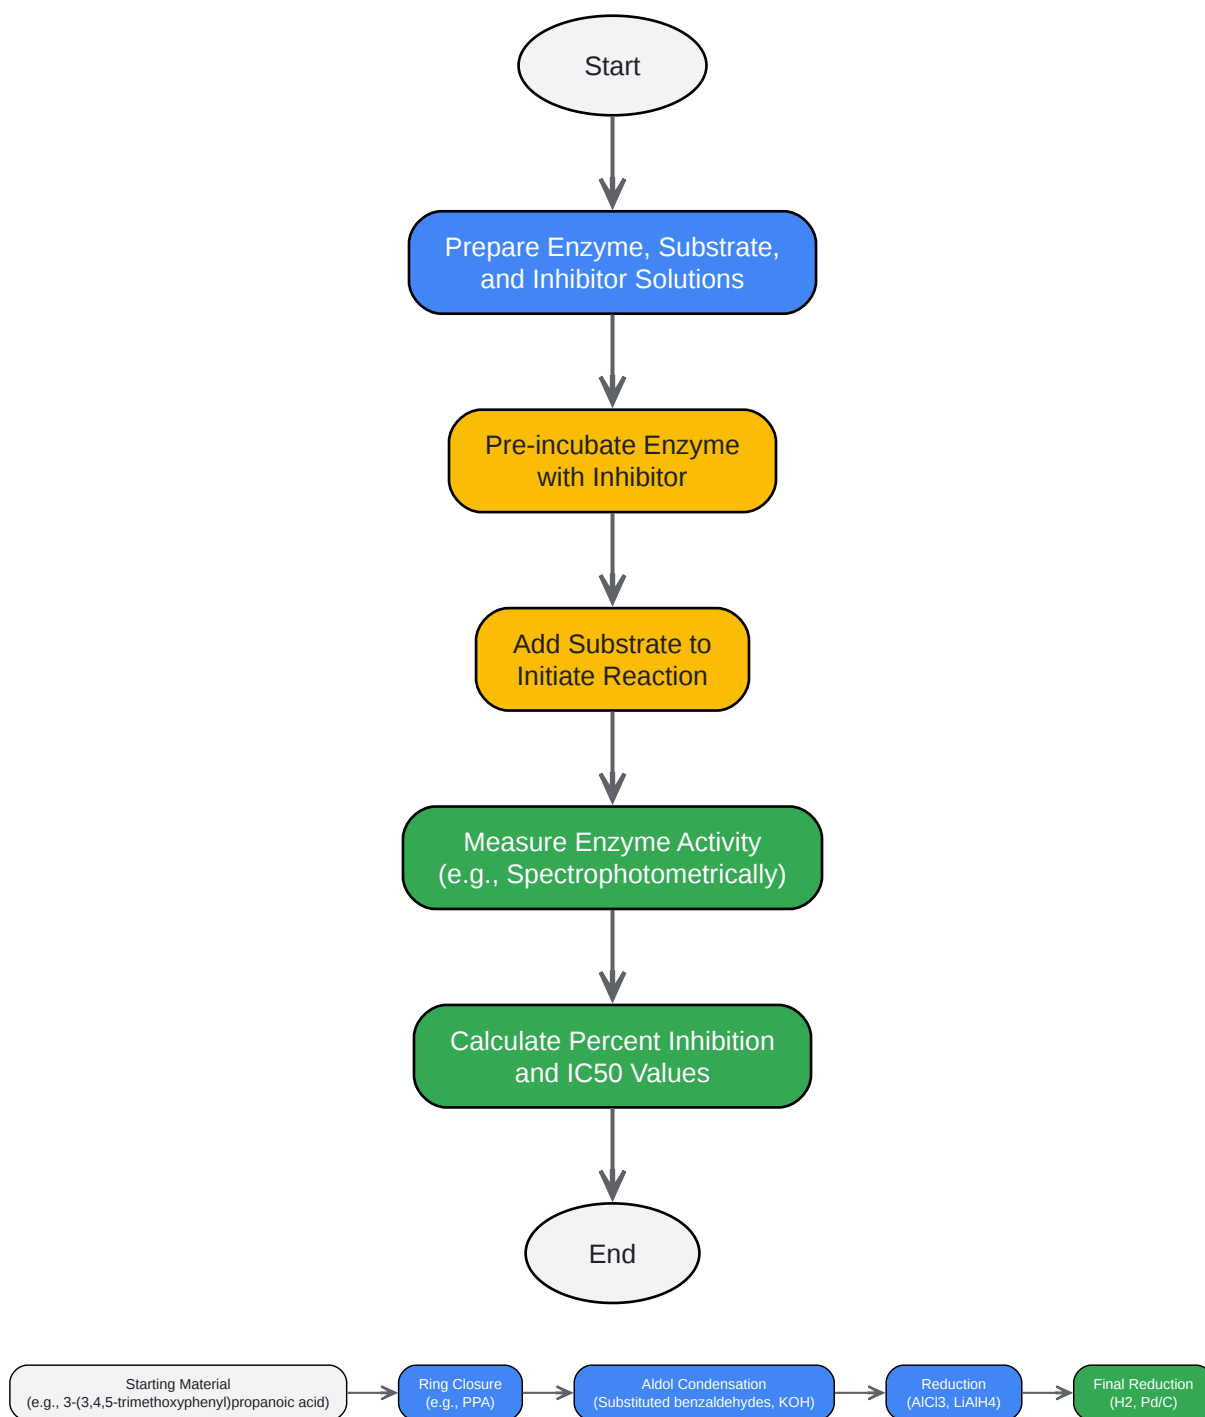 Start
Prepare Enzyme, Substrate,
and Inhibitor Solutions
Pre-incubate Enzyme
with Inhibitor
Add Substrate to
Initiate Reaction
Measure Enzyme Activity
(e.g., Spectrophotometrically)
Calculate Percent Inhibition
and IC50 Values
End
Starting Material
(e.g., 3-(3,4,5-trimethoxyphenyl)propanoic acid)
Ring Closure
(e.g., PPA)
Aldol Condensation
(Substituted benzaldehydes, KOH)
Reduction
(AlCl3, LiAlH4)
Final Reduction
(H2, Pd/C)